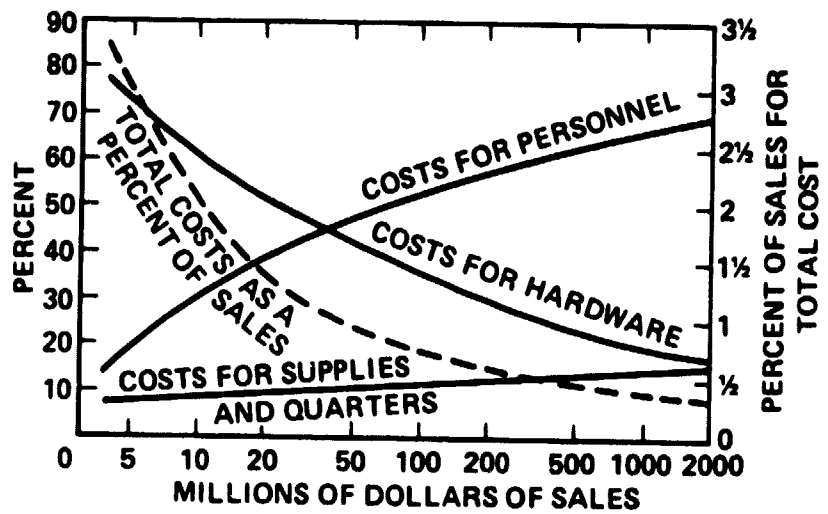 90
80
70
60
50
40
30
20
10
PERCENT
3½
3
2½
2
1½
1
½
0
PERCENT OF SALES FOR
TOTAL COST
COSTS FOR PERSONNEL
TOTAL COSTS AS A
PERCENT OF SALES
COSTS FOR HARDWARE
COSTS FOR SUPPLIES
AND QUARTERS
0 5 10 20 50 100 200 500 1000 2000
MILLIONS OF DOLLARS OF SALES